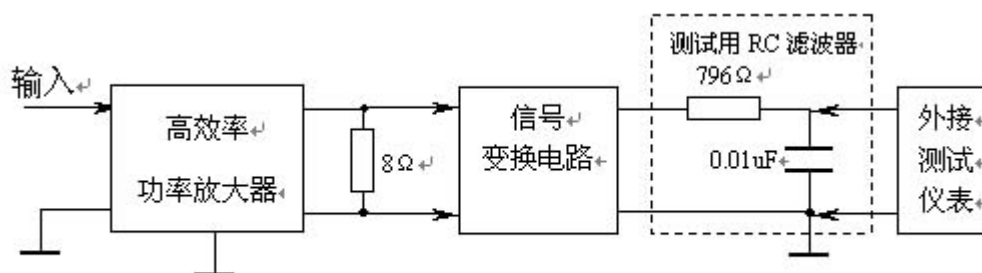 测试用 RC 滤波器
796Ω
输入
高效率
功率放大器
8Ω
信号
变换电路
0.01uF
外接
测试
仪表